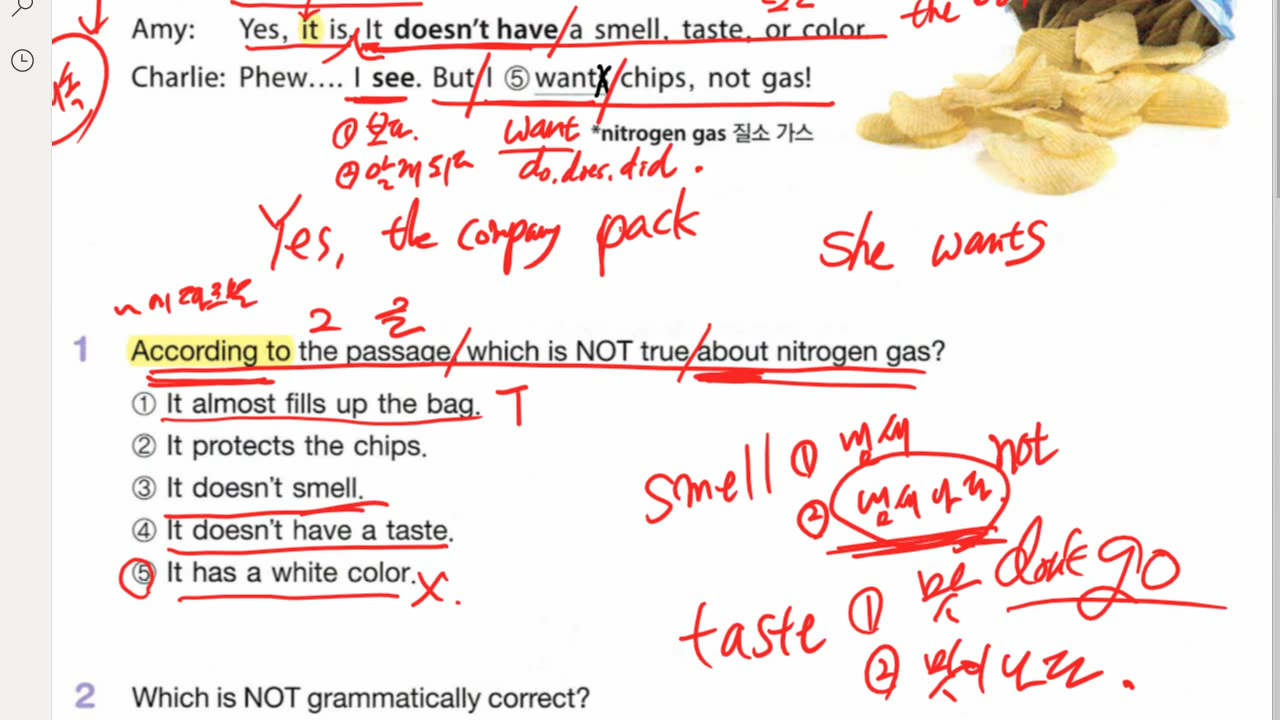 Amy: Yes, it is. It doesn't have a smell, taste, or color.
the
Charlie: Phew.... I see. But I ⑤ wants chips, not gas!
① 보다. want *nitrogen gas 질소 가스
② 알게 되다 do. does. did.
Yes, the company pack she wants
1 According to the passage, which is NOT true about nitrogen gas?
① It almost fills up the bag. T
② It protects the chips.
③ It doesn't smell.
④ It doesn't have a taste.
⑤ It has a white color. X.
smell ① 냄새 not
② 냄새 나다.
don't go
taste ① 맛
② 맛이 나다.
2 Which is NOT grammatically correct?